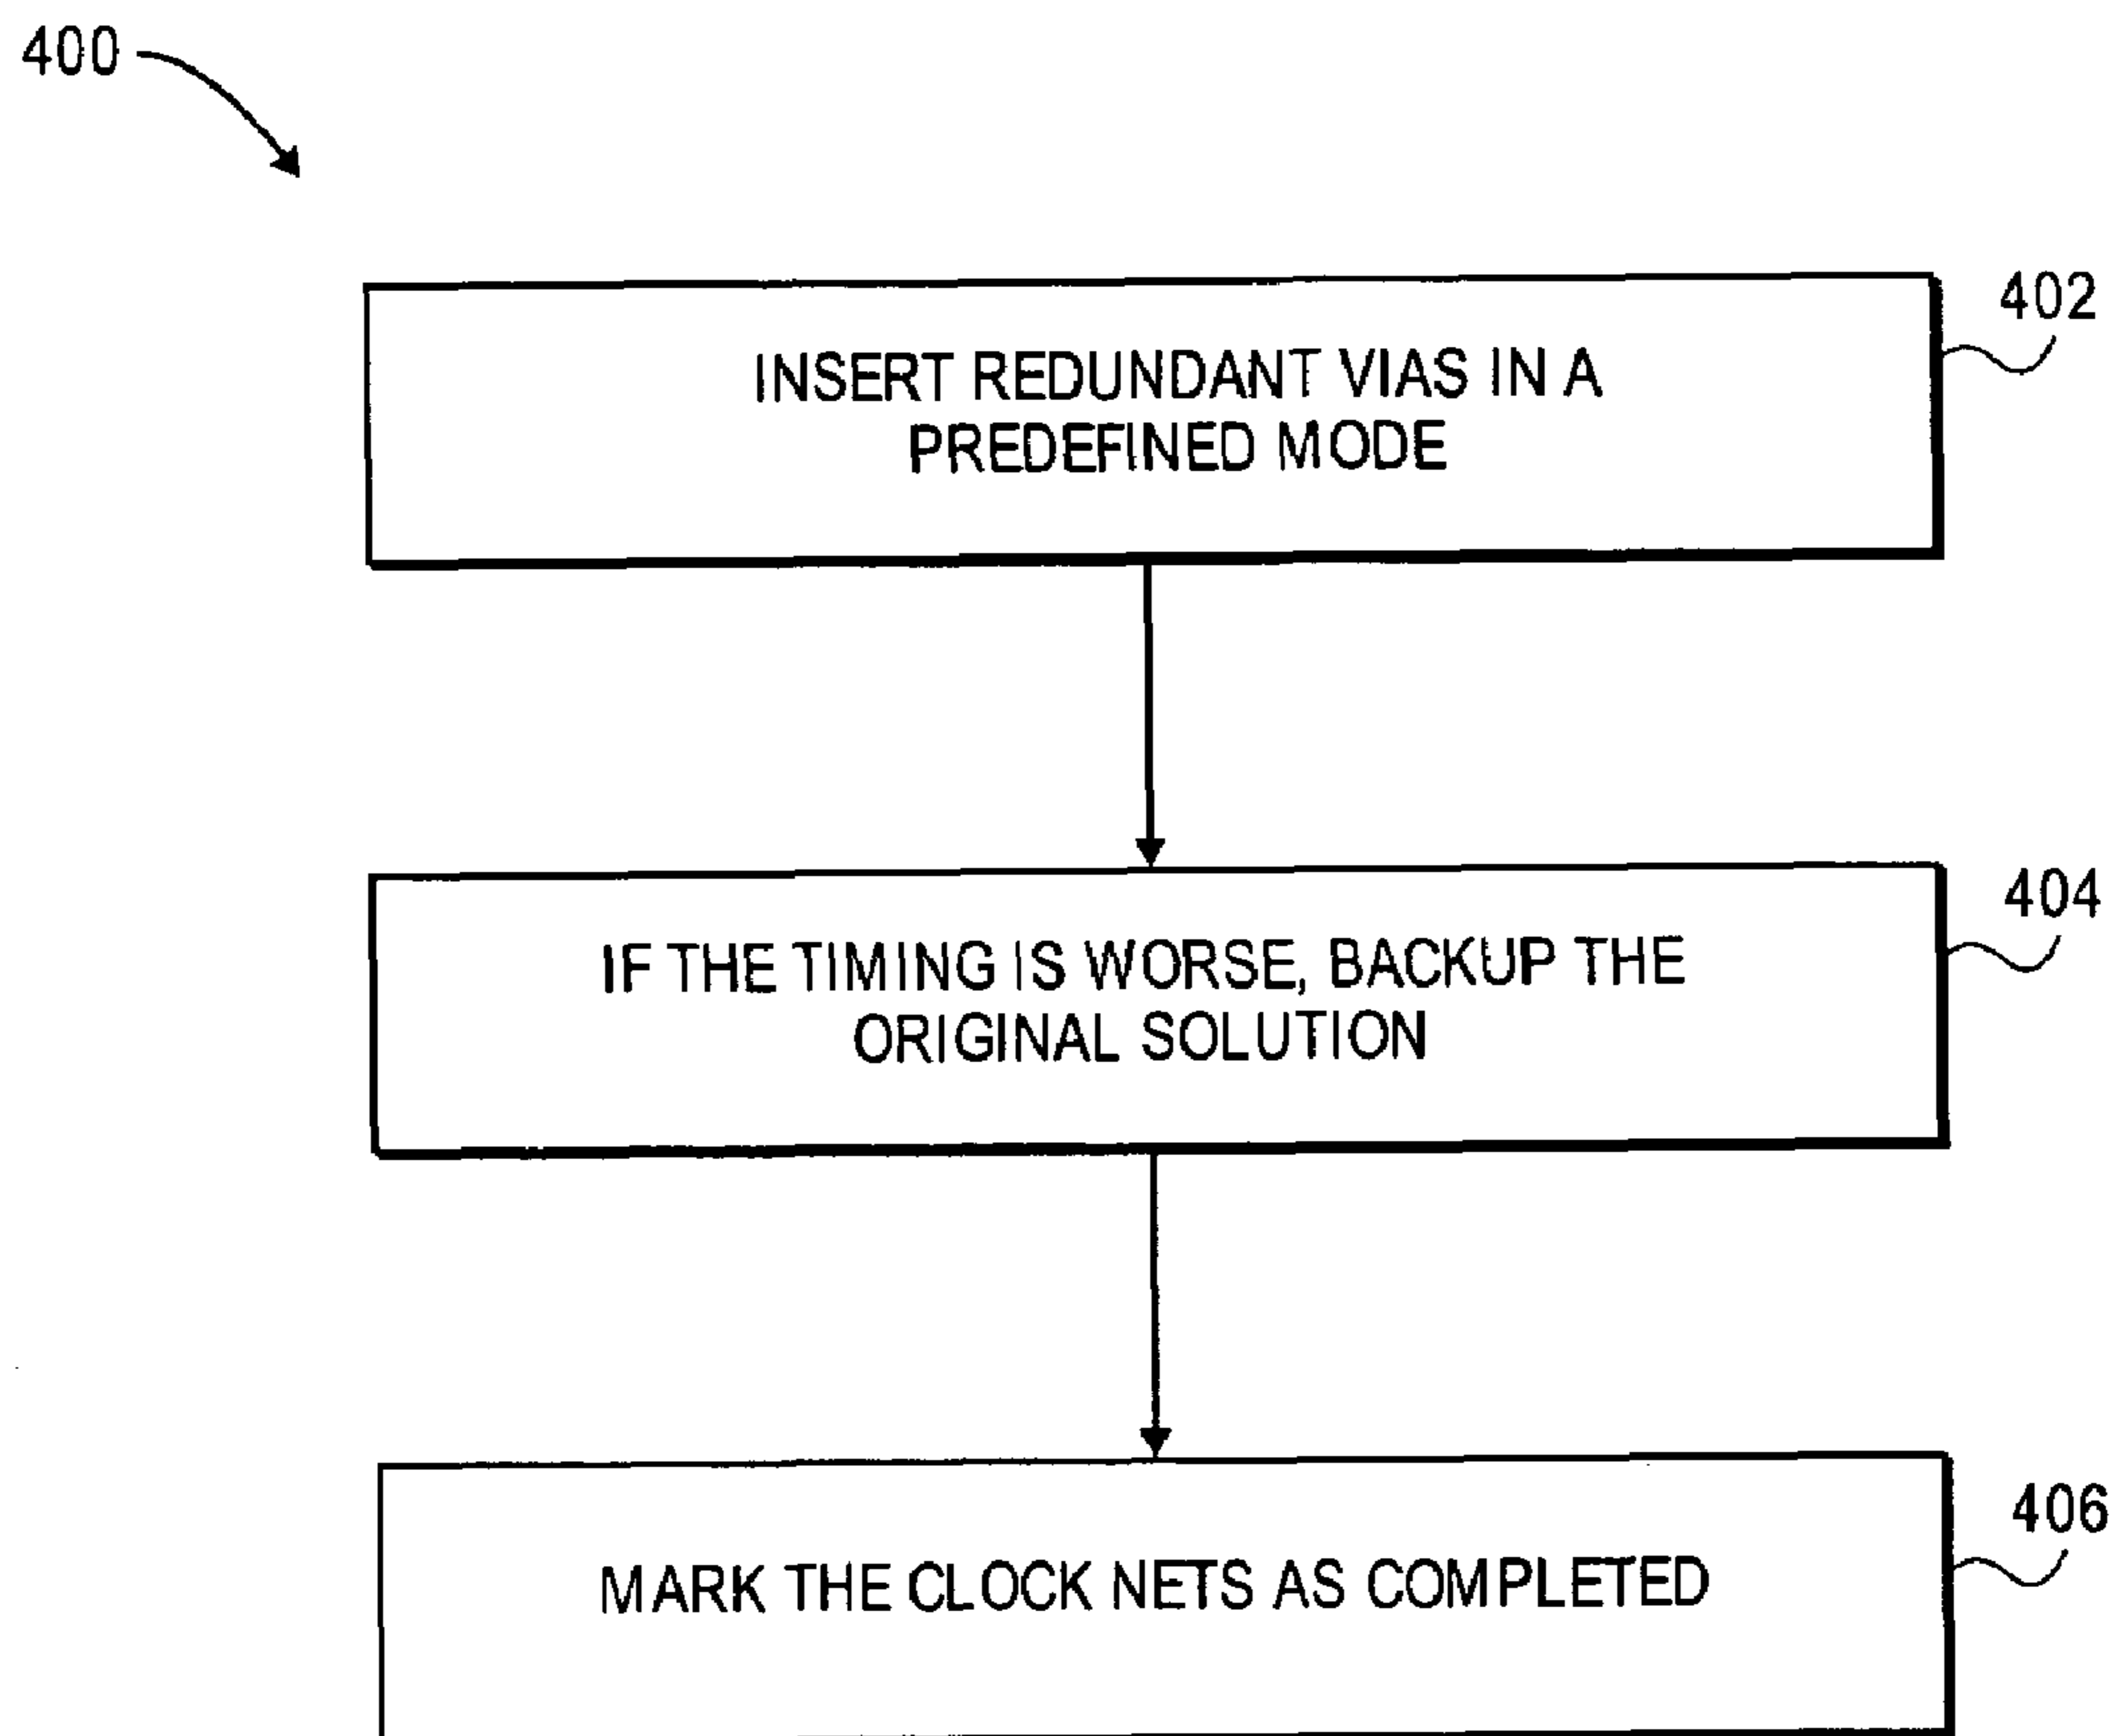 400
402
INSERT REDUNDANT VIAS IN A
PREDEFINED MODE
404
IF THE TIMING IS WORSE, BACKUP THE
ORIGINAL SOLUTION
406
MARK THE CLOCK NETS AS COMPLETED